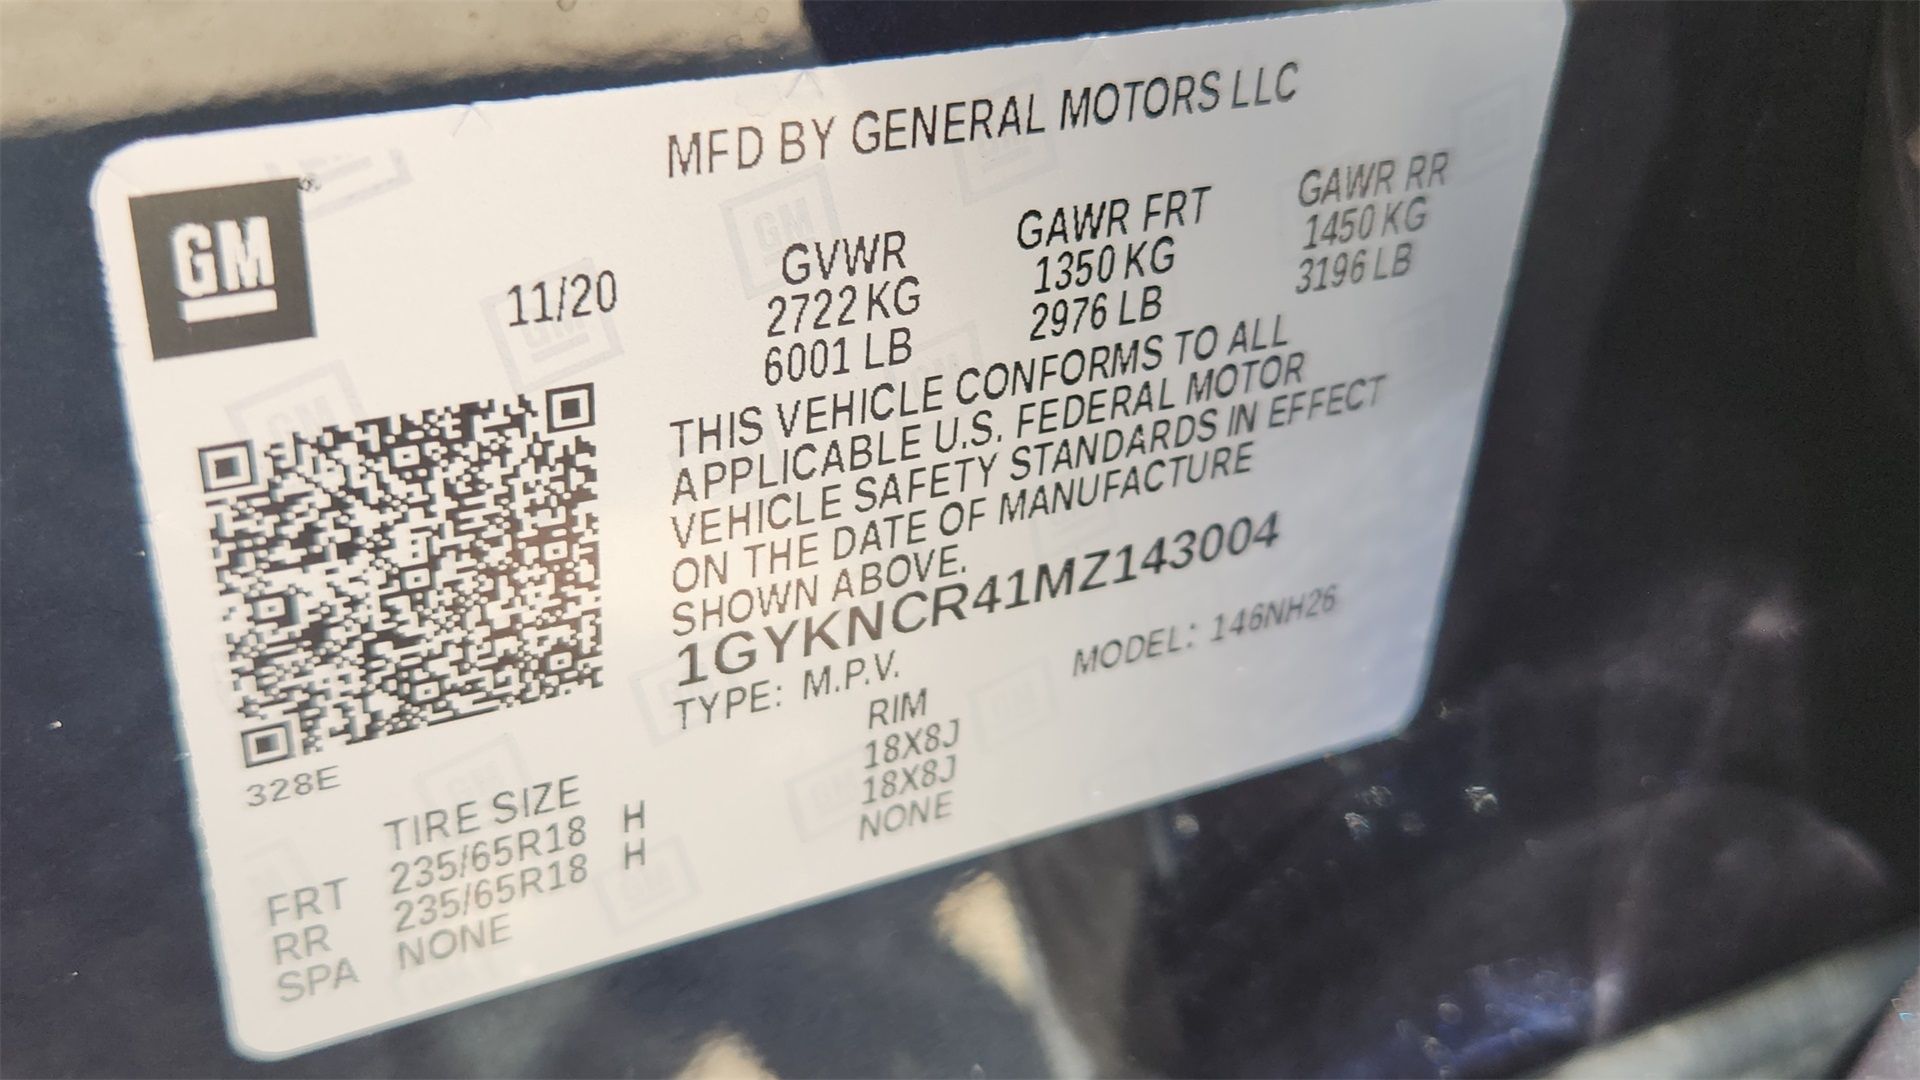 MFD BY GENERAL MOTORS LLC
GM
11/20
GVWR GAWR FRT GAWR RR
2722 KG 1350 KG 1450 KG
6001 LB 2976 LB 3196 LB
THIS VEHICLE CONFORMS TO ALL
APPLICABLE U.S. FEDERAL MOTOR
VEHICLE SAFETY STANDARDS IN EFFECT
ON THE DATE OF MANUFACTURE
SHOWN ABOVE.
1GYKNCR41MZ143004
TYPE: M.P.V. MODEL: 146NH26
328E
TIRE SIZE RIM
FRT 235/65R18 H 18X8J
RR 235/65R18 H 18X8J
SPA NONE NONE